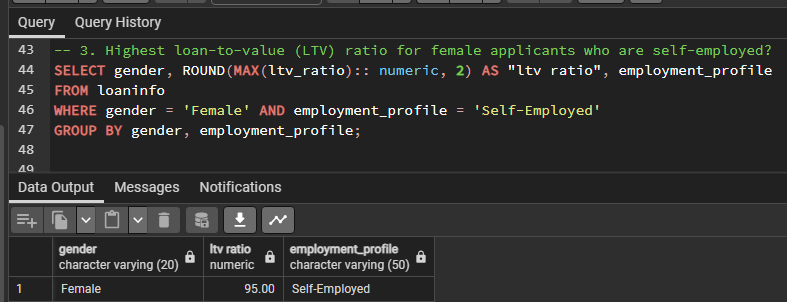 Query Query History
43 -- 3. Highest loan-to-value (LTV) ratio for female applicants who are self-employed?
44 SELECT gender, ROUND(MAX(ltv_ratio):: numeric, 2) AS "ltv ratio", employment_profile
45 FROM loaninfo
46 WHERE gender = 'Female' AND employment_profile = 'Self-Employed'
47 GROUP BY gender, employment_profile;
48
49
Data Output Messages Notifications
gender ltv ratio employment_profile
character varying (20) numeric character varying (50)
1 Female 95.00 Self-Employed